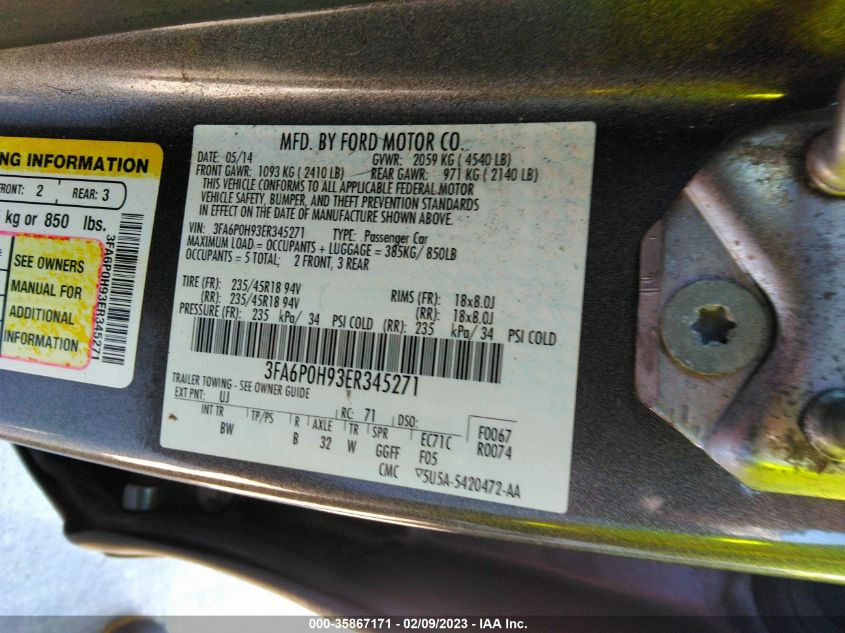 NG INFORMATION
FRONT: 2 REAR: 3
kg or 850 lbs.
SEE OWNERS
MANUAL FOR
ADDITIONAL
INFORMATION
3FA6P0H93ER345271
MFD. BY FORD MOTOR CO.
DATE: 05/14 GVWR: 2059 KG ( 4540 LB)
FRONT GAWR: 1093 KG ( 2410 LB) REAR GAWR: 971 KG ( 2140 LB)
THIS VEHICLE CONFORMS TO ALL APPLICABLE FEDERAL MOTOR
VEHICLE SAFETY, BUMPER, AND THEFT PREVENTION STANDARDS
IN EFFECT ON THE DATE OF MANUFACTURE SHOWN ABOVE.
VIN: 3FA6P0H93ER345271 TYPE: Passenger Car
MAXIMUM LOAD = OCCUPANTS + LUGGAGE = 385KG/ 850LB
OCCUPANTS = 5 TOTAL; 2 FRONT, 3 REAR
TIRE (FR): 235/45R18 94V RIMS (FR): 18x8.0J
(RR): 235/45R18 94V (RR): 18x8.0J
PRESSURE (FR): 235 kPa/ 34 PSI COLD (RR): 235 kPa/ 34 PSI COLD
3FA6P0H93ER345271
TRAILER TOWING - SEE OWNER GUIDE
EXT PNT: UJ RC: 71 DSO:
INT TR TP/PS R AXLE TR SPR EC71C F0067
BW B 32 W GGFF F05 R0074
CMC 5U5A-5420472-AA
000-35867171 - 02/09/2023 - IAA Inc.